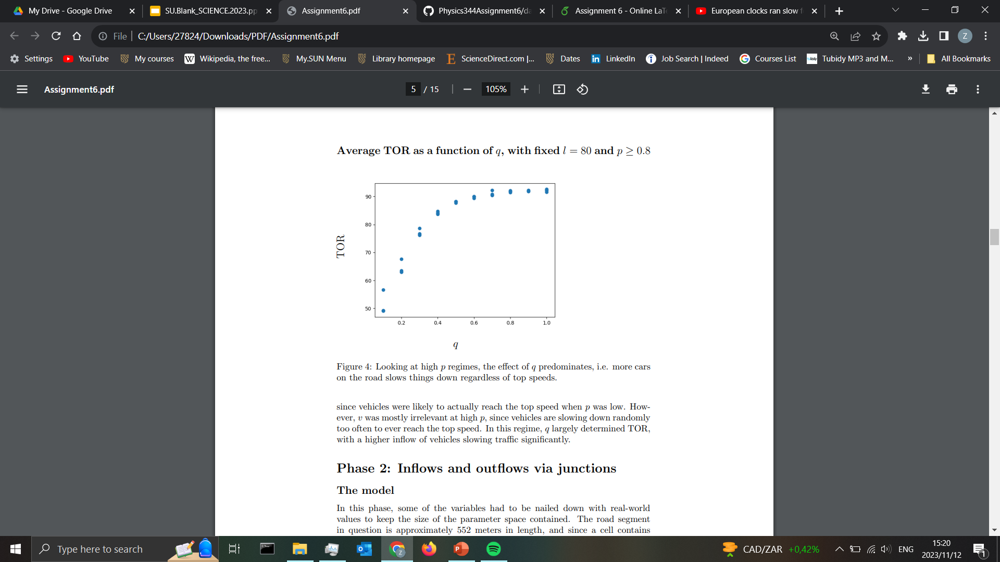 My Drive - Google Drive
SU.Blank_SCIENCE.2023.pp
Assignment6.pdf
Physics344Assignment6/da
Assignment 6 - Online LaTe
European clocks ran slow f
File
C:/Users/27824/Downloads/PDF/Assignment6.pdf
Z
Settings
YouTube
My courses
W Wikipedia, the free...
My.SUN Menu
Library homepage
E ScienceDirect.com |...
Dates
in LinkedIn
Job Search | Indeed
G Courses List
Tubidy MP3 and M...
»
All Bookmarks
Assignment6.pdf
5 / 15
105%
Average TOR as a function of q, with fixed l = 80 and p ≥ 0.8
90
80
70
60
50
TOR
0.2 0.4 0.6 0.8 1.0
q
Figure 4: Looking at high p regimes, the effect of q predominates, i.e. more cars
on the road slows things down regardless of top speeds.
since vehicles were likely to actually reach the top speed when p was low. How-
ever, v was mostly irrelevant at high p, since vehicles are slowing down randomly
too often to ever reach the top speed. In this regime, q largely determined TOR,
with a higher inflow of vehicles slowing traffic significantly.
Phase 2: Inflows and outflows via junctions
The model
In this phase, some of the variables had to be nailed down with real-world
values to keep the size of the parameter space contained. The road segment
in question is approximately 552 meters in length, and since a cell contains
Type here to search
CAD/ZAR +0,42%
ENG
15:20
2023/11/12
1